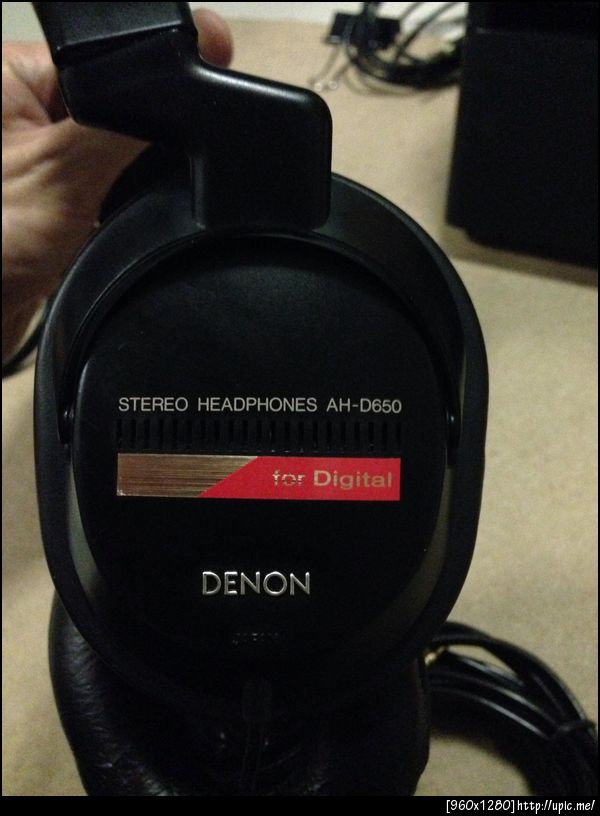 STEREO HEADPHONES AH-D650
for Digital
DENON
[960x1280]http://upic.me/